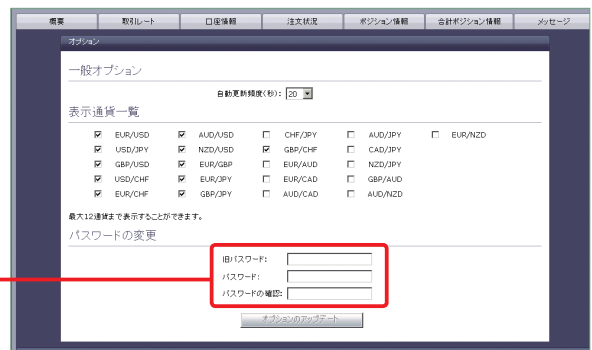 概要 取引レート 口座情報 注文状況 ポジション情報 合計ポジション情報 メッセージ
オプション
一般オプション
自動更新頻度(秒): 20
表示通貨一覧
EUR/USD AUD/USD CHF/JPY AUD/JPY EUR/NZD
USD/JPY NZD/USD GBP/CHF CAD/JPY
GBP/USD EUR/GBP EUR/AUD NZD/JPY
USD/CHF EUR/JPY EUR/CAD GBP/AUD
EUR/CHF GBP/JPY AUD/CAD AUD/NZD
最大12通貨まで表示することができます。
パスワードの変更
旧パスワード:
パスワード:
パスワードの確認:
オプションのアップデート